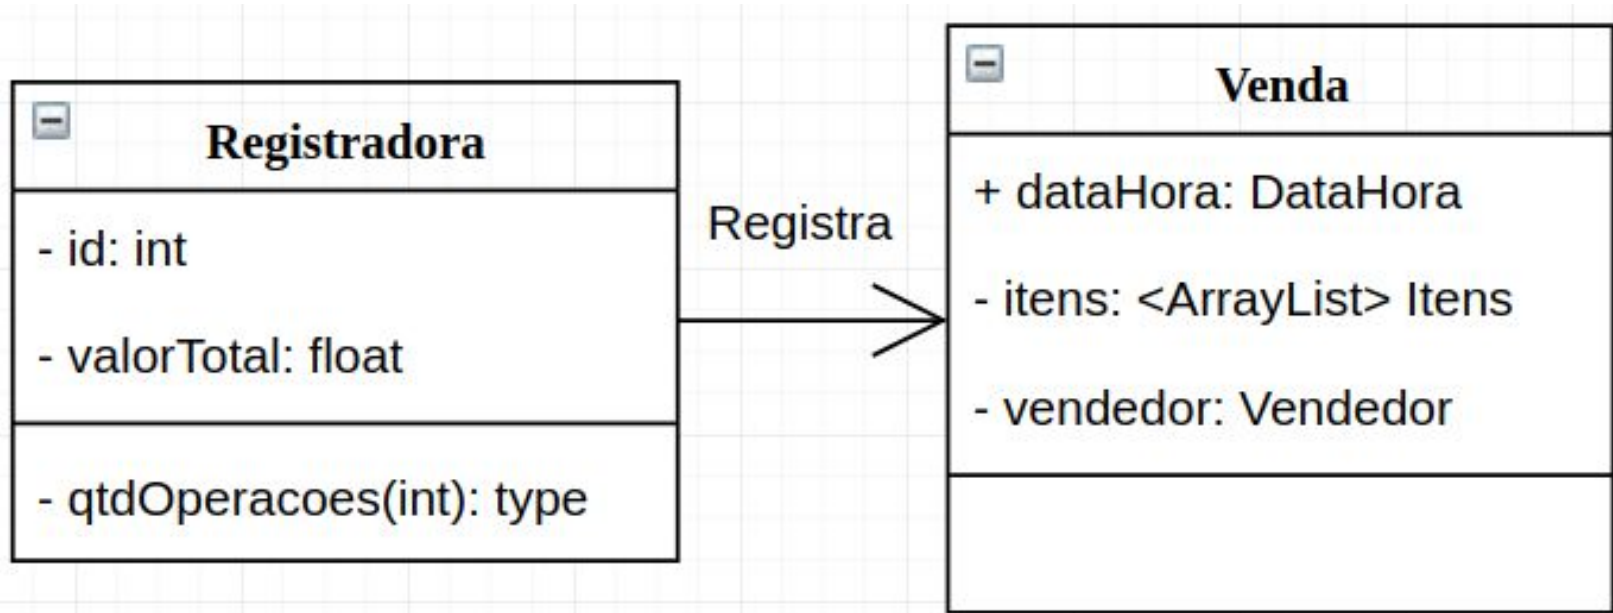 Registradora
- id: int
- valorTotal: float
- qtdOperacoes(int): type
Registra
Venda
+ dataHora: DataHora
- itens: <ArrayList> Itens
- vendedor: Vendedor